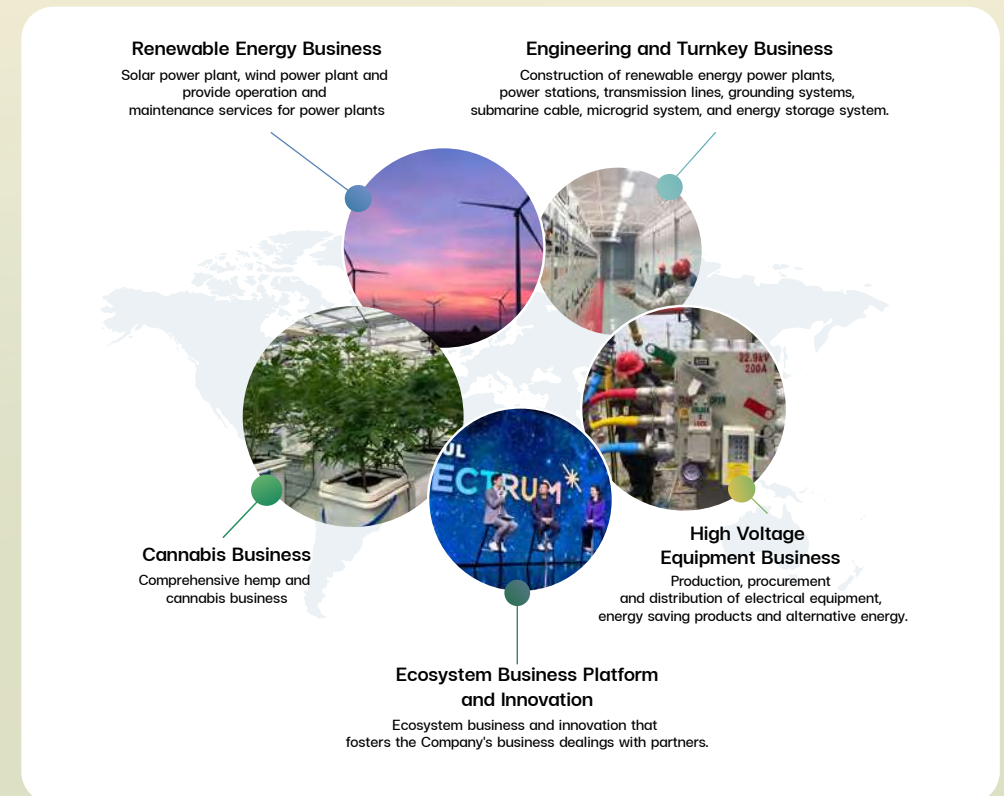 Renewable Energy Business
Solar power plant, wind power plant and
provide operation and
maintenance services for power plants
Engineering and Turnkey Business
Construction of renewable energy power plants,
power stations, transmission lines, grounding systems,
submarine cable, microgrid system, and energy storage system.
22.9kV
200A
OPEN
LOCK
UL
ECTRUM
Cannabis Business
Comprehensive hemp and
cannabis business
High Voltage
Equipment Business
Production, procurement
and distribution of electrical equipment,
energy saving products and alternative energy.
Ecosystem Business Platform
and Innovation
Ecosystem business and innovation that
fosters the Company's business dealings with partners.